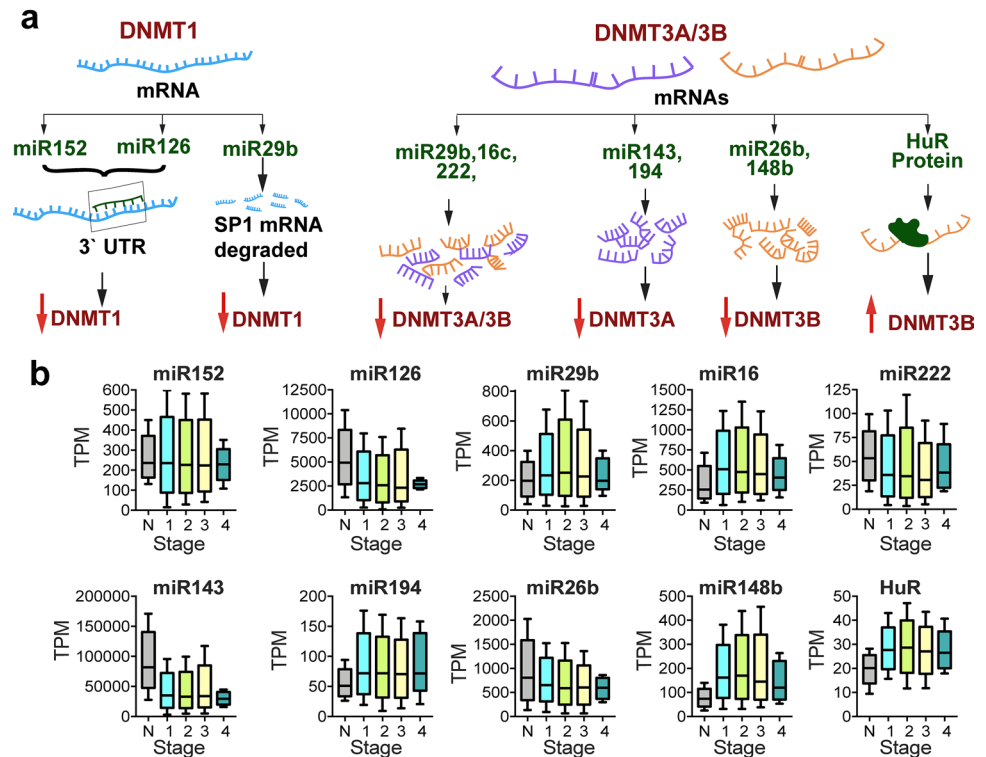 a
DNMT1
DNMT3A/3B
mRNA
mRNAs
miR152
miR126
miR29b
miR29b,16c,
222,
miR143,
194
miR26b,
148b
HuR
Protein
3` UTR
SP1 mRNA
degraded
DNMT1
DNMT1
DNMT3A/3B
DNMT3A
DNMT3B
DNMT3B
b
miR152
TPM
600
500
400
300
200
100
0
N 1 2 3 4
Stage
miR126
TPM
12500
10000
7500
5000
2500
0
N 1 2 3 4
Stage
miR29b
TPM
800
600
400
200
0
N 1 2 3 4
Stage
miR16
TPM
1500
1250
1000
750
500
250
0
N 1 2 3 4
Stage
miR222
TPM
125
100
75
50
25
0
N 1 2 3 4
Stage
miR143
TPM
200000
150000
100000
50000
0
N 1 2 3 4
Stage
miR194
TPM
200
150
100
50
0
N 1 2 3 4
Stage
miR26b
TPM
2500
2000
1500
1000
500
0
N 1 2 3 4
Stage
miR148b
TPM
500
400
300
200
100
0
N 1 2 3 4
Stage
HuR
TPM
50
40
30
20
10
0
N 1 2 3 4
Stage